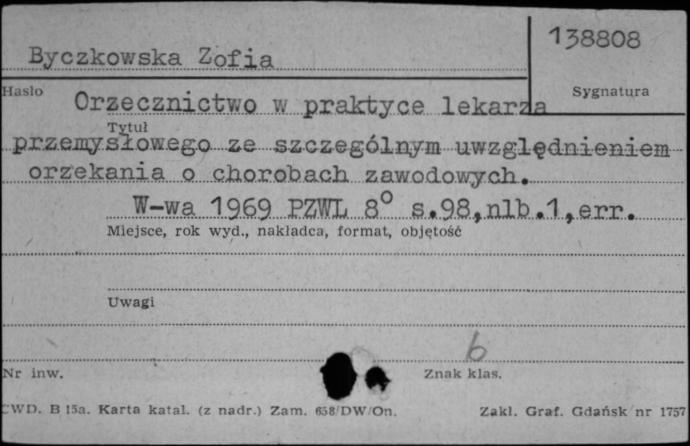 138808
Byczkowska Zofia
Hasło
Sygnatura
Orzecznictwo w praktyce lekarza
Tytuł
przemysłowego ze szczególnym uwzględnieniem
orzekania o chorobach zawodowych.
W-wa 1969 PZWL 8° s.98,nlb.1,err.
Miejsce, rok wyd., nakładca, format, objętość
Uwagi
b
Nr inw.
Znak klas.
CWD. B 15a. Karta katal. (z nadr.) Zam. 658/DW/On.
Zakl. Graf. Gdańsk nr 1757